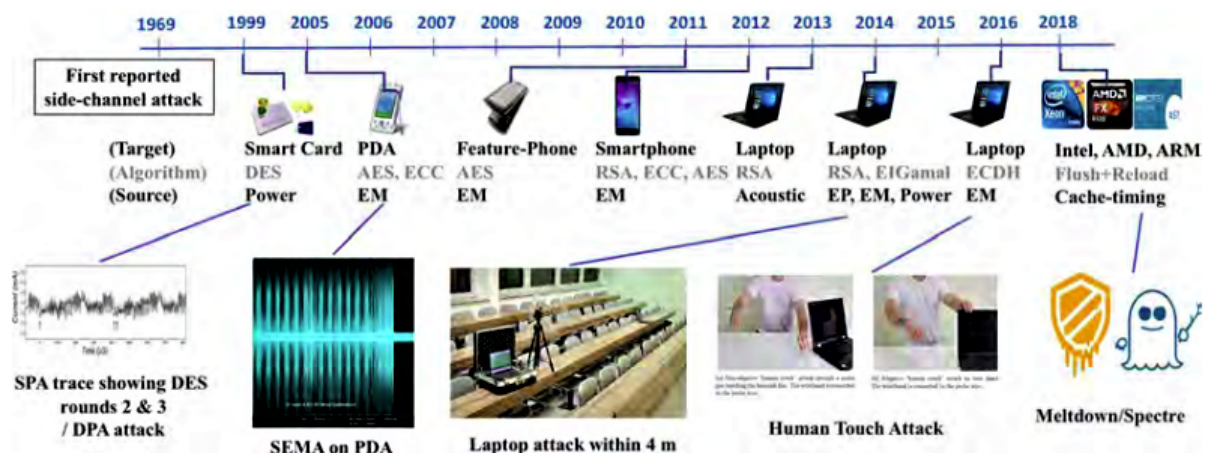 1969 1999 2005 2006 2007 2008 2009 2010 2011 2012 2013 2014 2015 2016 2018
First reported
side-channel attack
(Target) Smart Card PDA Feature-Phone Smartphone Laptop Laptop Laptop Intel, AMD, ARM
(Algorithm) DES AES, ECC AES RSA, ECC, AES RSA RSA, ElGamal ECDH Flush+Reload
(Source) Power EM EM EM Acoustic EP, EM, Power EM Cache-timing
intel
Xeon
AMD
FX
SPA trace showing DES
rounds 2 & 3
/ DPA attack
SEMA on PDA
Laptop attack within 4 m
Human Touch Attack
Meltdown/Spectre